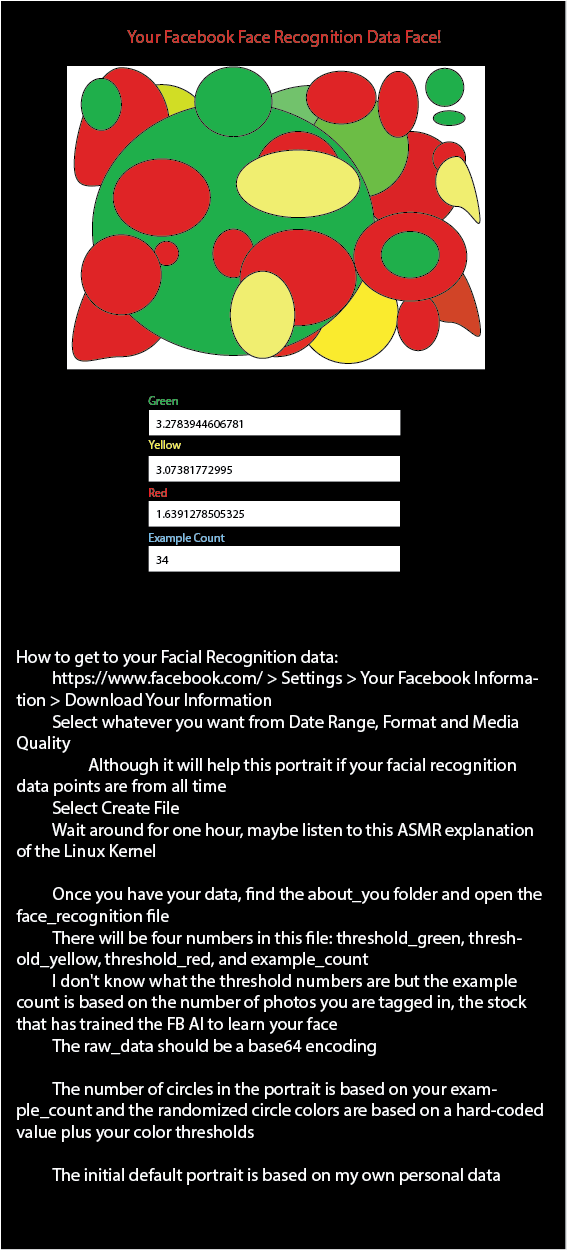 Your Facebook Face Recognition Data Face!
Green
3.2783944606781
Yellow
3.07381772995
Red
1.6391278505325
Example Count
34
How to get to your Facial Recognition data:
https://www.facebook.com/ > Settings > Your Facebook Informa-
tion > Download Your Information
Select whatever you want from Date Range, Format and Media
Quality
Although it will help this portrait if your facial recognition
data points are from all time
Select Create File
Wait around for one hour, maybe listen to this ASMR explanation
of the Linux Kernel
Once you have your data, find the about_you folder and open the
face_recognition file
There will be four numbers in this file: threshold_green, thresh-
old_yellow, threshold_red, and example_count
I don't know what the threshold numbers are but the example
count is based on the number of photos you are tagged in, the stock
that has trained the FB AI to learn your face
The raw_data should be a base64 encoding
The number of circles in the portrait is based on your exam-
ple_count and the randomized circle colors are based on a hard-coded
value plus your color thresholds
The initial default portrait is based on my own personal data